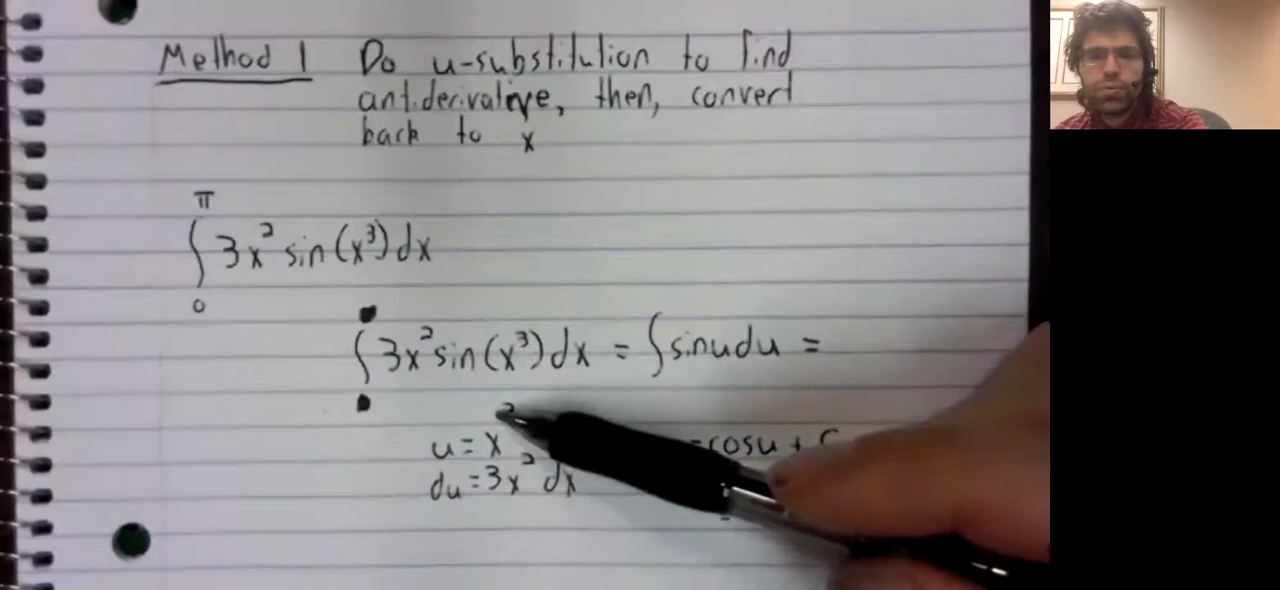 Method 1 Do u-substitution to find
antiderivative, then, convert
back to x
π
∫ 3x² sin(x³) dx
0
∫ 3x² sin(x³) dx = ∫ sin u du =
u = x
du = 3x² dx
cos u +